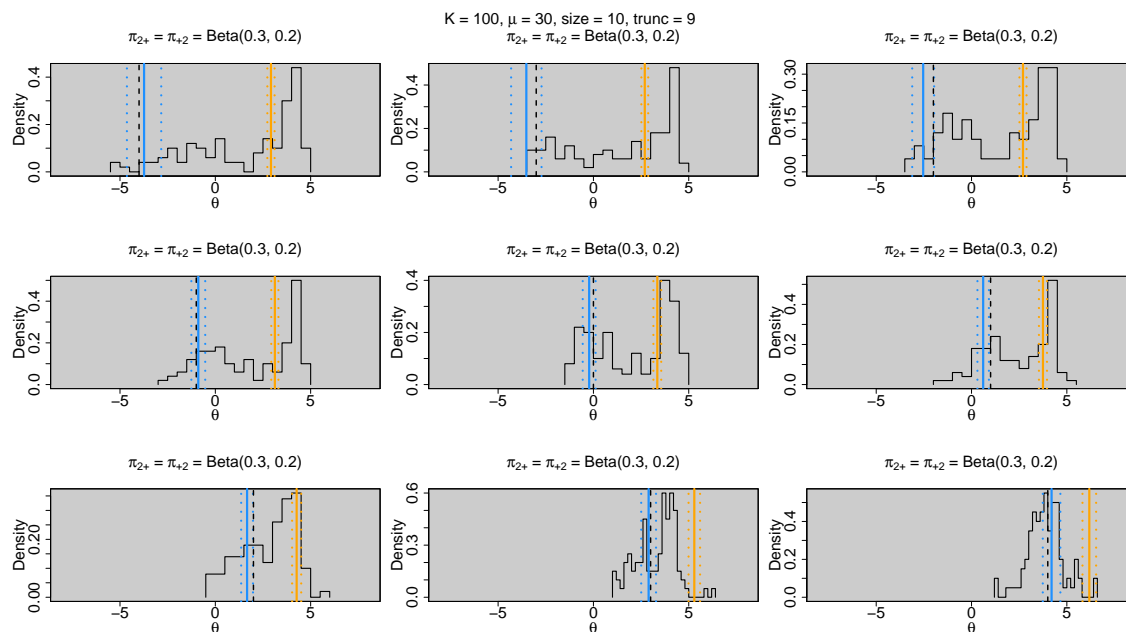 K = 100, μ = 30, size = 10, trunc = 9
π2+ = π+2 = Beta(0.3, 0.2)
π2+ = π+2 = Beta(0.3, 0.2)
π2+ = π+2 = Beta(0.3, 0.2)
Density
0.0 0.2 0.4
−5 0 5
θ
Density
0.0 0.2 0.4
−5 0 5
θ
Density
0.00 0.15 0.30
−5 0 5
θ
π2+ = π+2 = Beta(0.3, 0.2)
π2+ = π+2 = Beta(0.3, 0.2)
π2+ = π+2 = Beta(0.3, 0.2)
Density
0.0 0.2 0.4
−5 0 5
θ
Density
0.0 0.2 0.4
−5 0 5
θ
Density
0.0 0.2 0.4
−5 0 5
θ
π2+ = π+2 = Beta(0.3, 0.2)
π2+ = π+2 = Beta(0.3, 0.2)
π2+ = π+2 = Beta(0.3, 0.2)
Density
0.00 0.20
−5 0 5
θ
Density
0.0 0.3 0.6
−5 0 5
θ
Density
0.0 0.2 0.4
−5 0 5
θ